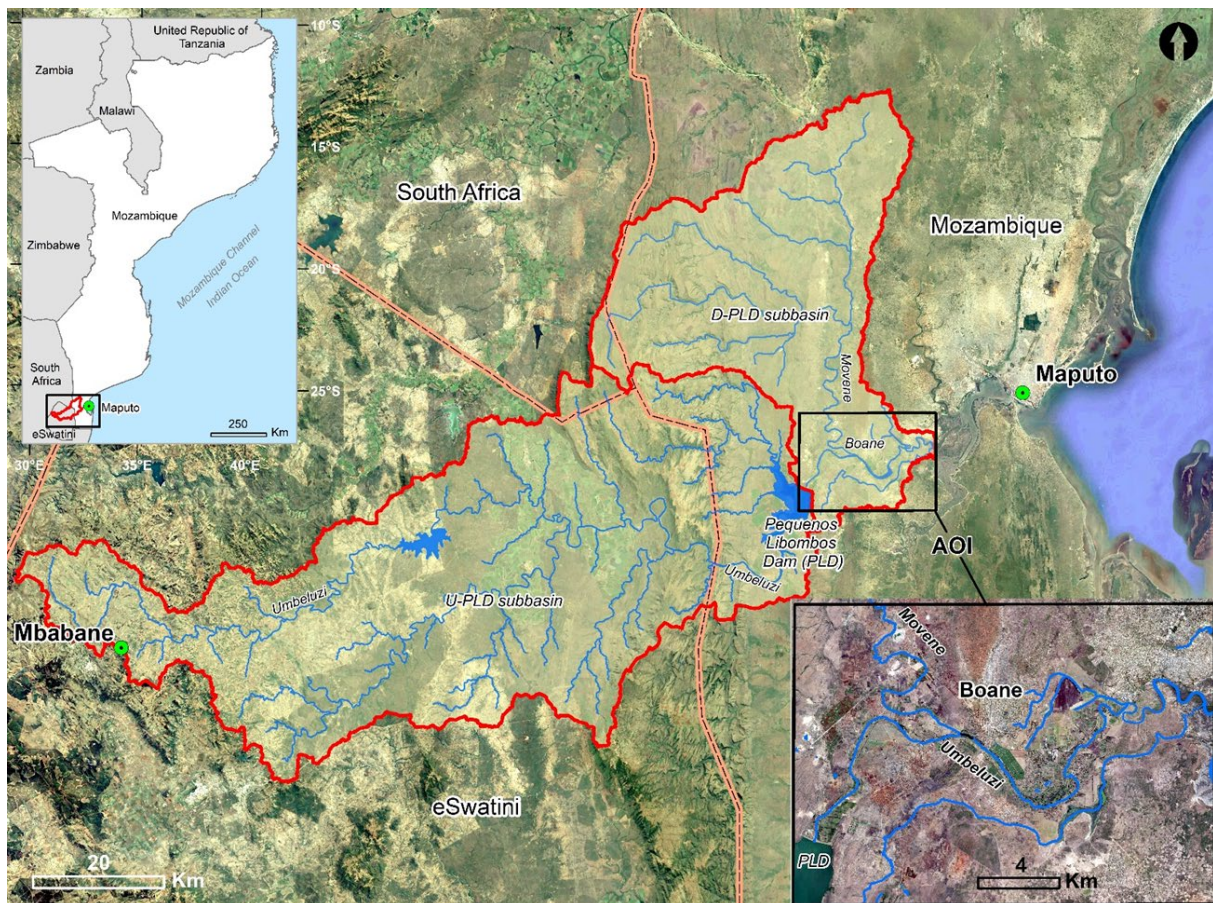 United Republic of
Tanzania
Zambia
Malawi
Mozambique
Zimbabwe
Mozambique Channel
Indian Ocean
South
Africa
Maputo
eSwatini
250
Km
10°S
15°S
20°S
25°S
30°E
35°E
40°E
South Africa
Mozambique
D-PLD subbasin
Movene
Maputo
Boane
Pequenos
Libombos
Dam (PLD)
AOI
Umbeluzi
Umbeluzi
U-PLD subbasin
Mbabane
eSwatini
20
Km
Movene
Boane
Umbeluzi
PLD
4
Km